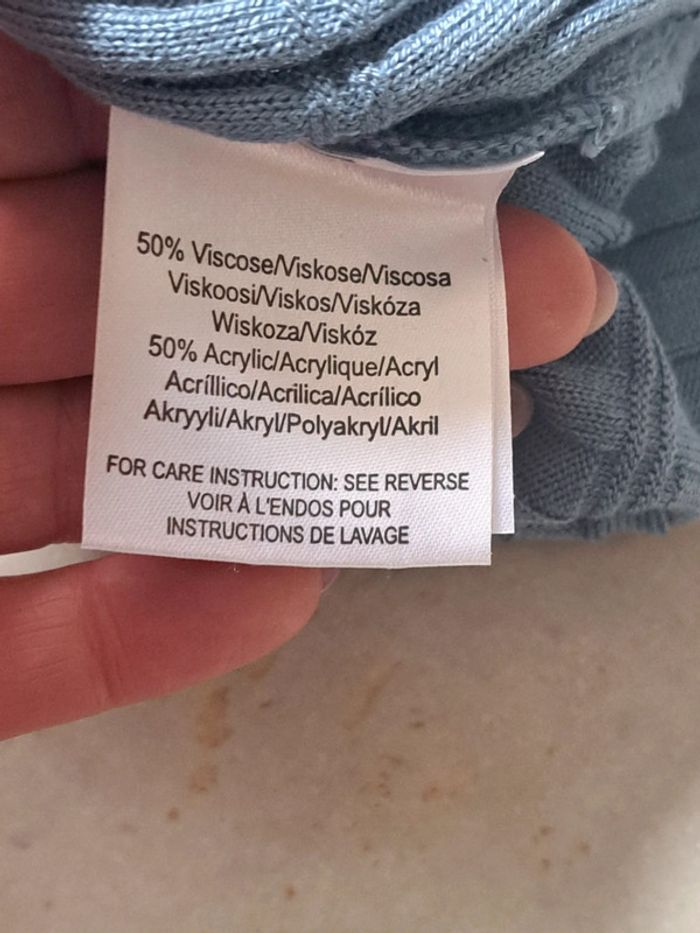 50% Viscose/Viskose/Viscosa
Viskoosi/Viskos/Viskóza
Wiskoza/Viskóz
50% Acrylic/Acrylique/Acryl
Acríllico/Acrilica/Acrílico
Akryyli/Akryl/Polyakryl/Akril
FOR CARE INSTRUCTION: SEE REVERSE
VOIR À L'ENDOS POUR
INSTRUCTIONS DE LAVAGE